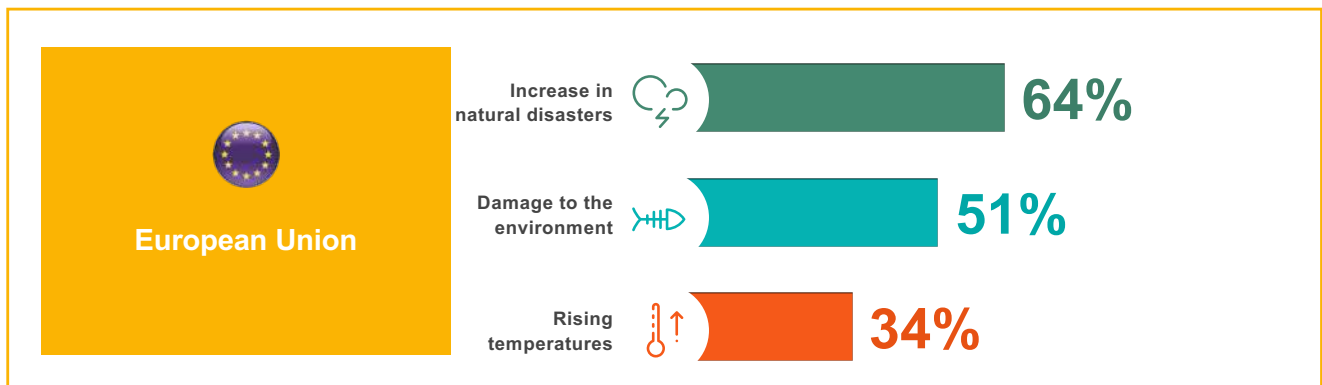 Increase in
natural disasters
64%
European Union
Damage to the
environment
51%
Rising
temperatures
34%